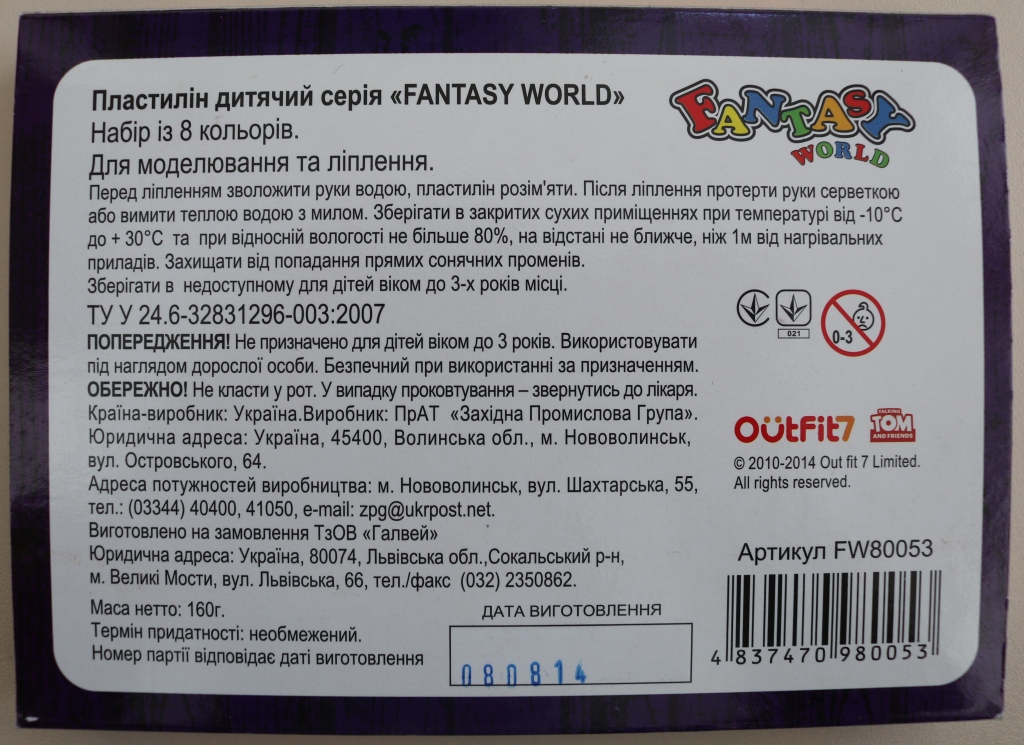 Пластилін дитячий серія «FANTASY WORLD»
FANTASY
WORLD
Набір із 8 кольорів.
Для моделювання та ліплення.
Перед ліпленням зволожити руки водою, пластилін розім'яти. Після ліплення протерти руки серветкою
або вимити теплою водою з милом. Зберігати в закритих сухих приміщеннях при температурі від -10°С
до + 30°С та при відносній вологості не більше 80%, на відстані не ближче, ніж 1м від нагрівальних
приладів. Захищати від попадання прямих сонячних променів.
Зберігати в недоступному для дітей віком до 3-х років місці.
ТУ У 24.6-32831296-003:2007
021
0-3
ПОПЕРЕДЖЕННЯ! Не призначено для дітей віком до 3 років. Використовувати
під наглядом дорослої особи. Безпечний при використанні за призначенням.
ОБЕРЕЖНО! Не класти у рот. У випадку проковтування – звернутись до лікаря.
Країна-виробник: Україна.Виробник: ПрАТ «Західна Промислова Група».
Юридична адреса: Україна, 45400, Волинська обл., м. Нововолинськ,
вул. Островського, 64.
Адреса потужностей виробництва: м. Нововолинськ, вул. Шахтарська, 55,
тел.: (03344) 40400, 41050, e-mail: zpg@ukrpost.net.
Виготовлено на замовлення ТзОВ «Галвей»
Юридична адреса: Україна, 80074, Львівська обл.,Сокальський р-н,
м. Великі Мости, вул. Львівська, 66, тел./факс (032) 2350862.
Outfit7
TALKING
TOM
AND FRIENDS
© 2010-2014 Out fit 7 Limited.
All rights reserved.
Артикул FW80053
4 837470 980053
Маса нетто: 160г.
Термін придатності: необмежений.
Номер партії відповідає даті виготовлення
ДАТА ВИГОТОВЛЕННЯ
080814